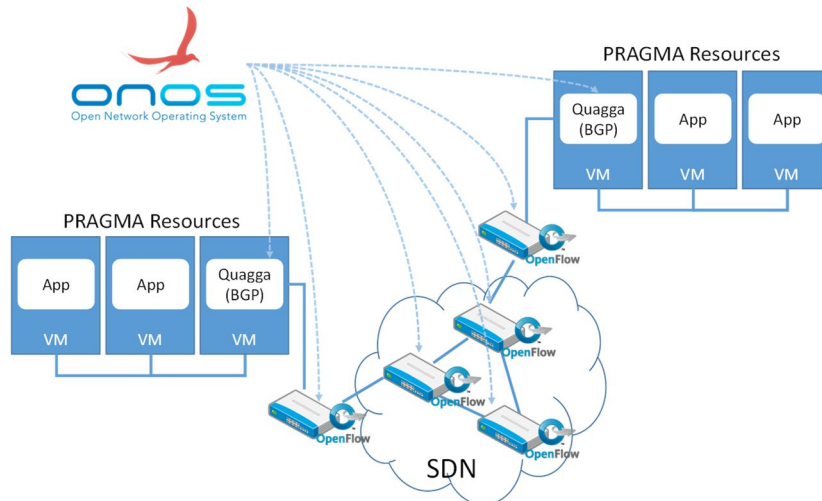 onos
Open Network Operating System
PRAGMA Resources
Quagga
(BGP)
App
App
VM
VM
VM
OpenFlow
PRAGMA Resources
App
App
Quagga
(BGP)
VM
VM
VM
OpenFlow
OpenFlow
OpenFlow
OpenFlow
SDN